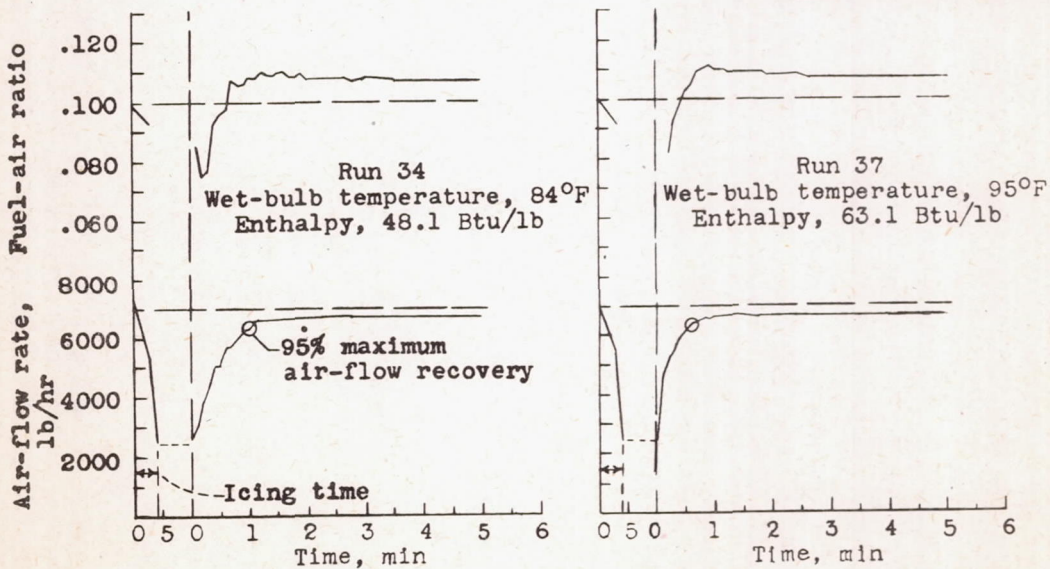 Fuel-air ratio
.120
.100
.080
.060
Run 34
Wet-bulb temperature, 84°F
Enthalpy, 48.1 Btu/lb
Air-flow rate,
lb/hr
8000
6000
4000
2000
95% maximum
air-flow recovery
Icing time
0 5 0 1 2 3 4 5 6
Time, min
Run 37
Wet-bulb temperature, 95°F
Enthalpy, 63.1 Btu/lb
0 5 0 1 2 3 4 5 6
Time, min